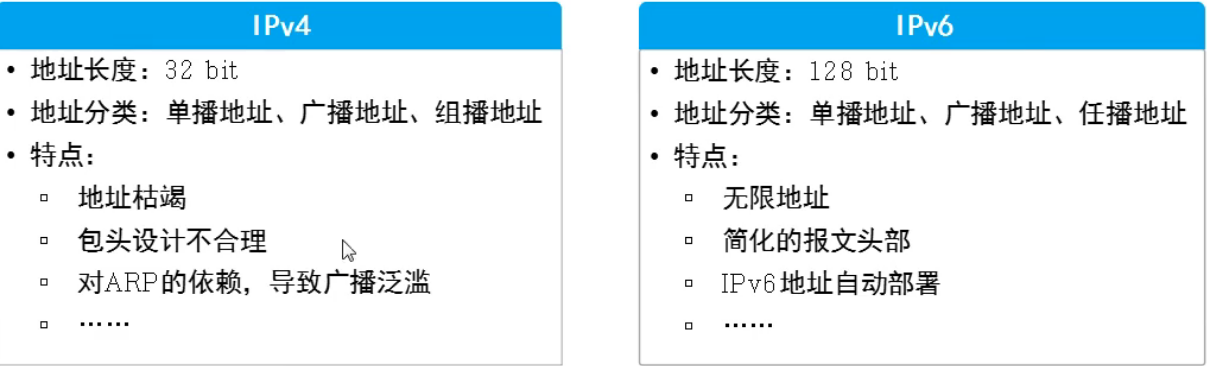 IPv4
• 地址长度：32 bit
• 地址分类：单播地址、广播地址、组播地址
• 特点：
▫ 地址枯竭
▫ 包头设计不合理
▫ 对ARP的依赖，导致广播泛滥
▫ ……
IPv6
• 地址长度：128 bit
• 地址分类：单播地址、广播地址、任播地址
• 特点：
▫ 无限地址
▫ 简化的报文头部
▫ IPv6地址自动部署
▫ ……